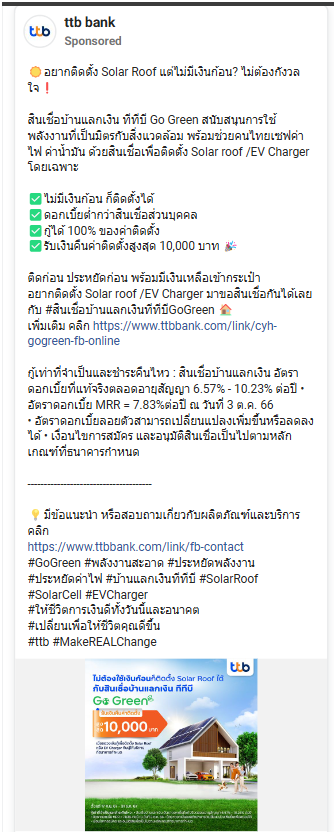 ttb bank
Sponsored
🌞 อยากติดตั้ง Solar Roof แต่ไม่มีเงินก้อน? ไม่ต้องกังวล
ใจ❗
สินเชื่อบ้านแลกเงิน ทีทีบี Go Green สนับสนุนการใช้
พลังงานที่เป็นมิตรกับสิ่งแวดล้อม พร้อมช่วยคนไทยเซฟค่า
ไฟ ค่าน้ำมัน ด้วยสินเชื่อเพื่อติดตั้ง Solar roof /EV Charger
โดยเฉพาะ
✅ ไม่มีเงินก้อน ก็ติดตั้งได้
✅ ดอกเบี้ยต่ำกว่าสินเชื่อส่วนบุคคล
✅ กู้ได้ 100% ของค่าติดตั้ง
✅ รับเงินคืนค่าติดตั้งสูงสุด 10,000 บาท 🎉
ติดก่อน ประหยัดก่อน พร้อมมีเงินเหลือเข้ากระเป๋า
อยากติดตั้ง Solar roof /EV Charger มาขอสินเชื่อกันได้เลย
กับ #สินเชื่อบ้านแลกเงินทีทีบีGoGreen 🏠
เพิ่มเติม คลิก https://www.ttbbank.com/link/cyh-
gogreen-fb-online
กู้เท่าที่จำเป็นและชำระคืนไหว : สินเชื่อบ้านแลกเงิน อัตรา
ดอกเบี้ยที่แท้จริงตลอดอายุสัญญา 6.57% - 10.23% ต่อปี •
อัตราดอกเบี้ย MRR = 7.83%ต่อปี ณ วันที่ 3 ต.ค. 66
• อัตราดอกเบี้ยลอยตัวสามารถเปลี่ยนแปลงเพิ่มขึ้นหรือลดลง
ได้ • เงื่อนไขการสมัคร และอนุมัติสินเชื่อเป็นไปตามหลัก
เกณฑ์ที่ธนาคารกำหนด
--------------------------------------
💡 มีข้อแนะนำ หรือสอบถามเกี่ยวกับผลิตภัณฑ์และบริการ
คลิก
https://www.ttbbank.com/link/fb-contact
#GoGreen #พลังงานสะอาด #ประหยัดพลังงาน
#ประหยัดค่าไฟ #บ้านแลกเงินทีทีบี #SolarRoof
#SolarCell #EVCharger
#ให้ชีวิตการเงินดีทั้งวันนี้และอนาคต
#เปลี่ยนเพื่อให้ชีวิตคุณดีขึ้น
#ttb #MakeREALChange
ttb
ไม่ต้องใช้เงินก้อนก็ติดตั้ง Solar Roof ได้
กับสินเชื่อบ้านแลกเงิน ทีทีบี
Go Green
10,000 บาท